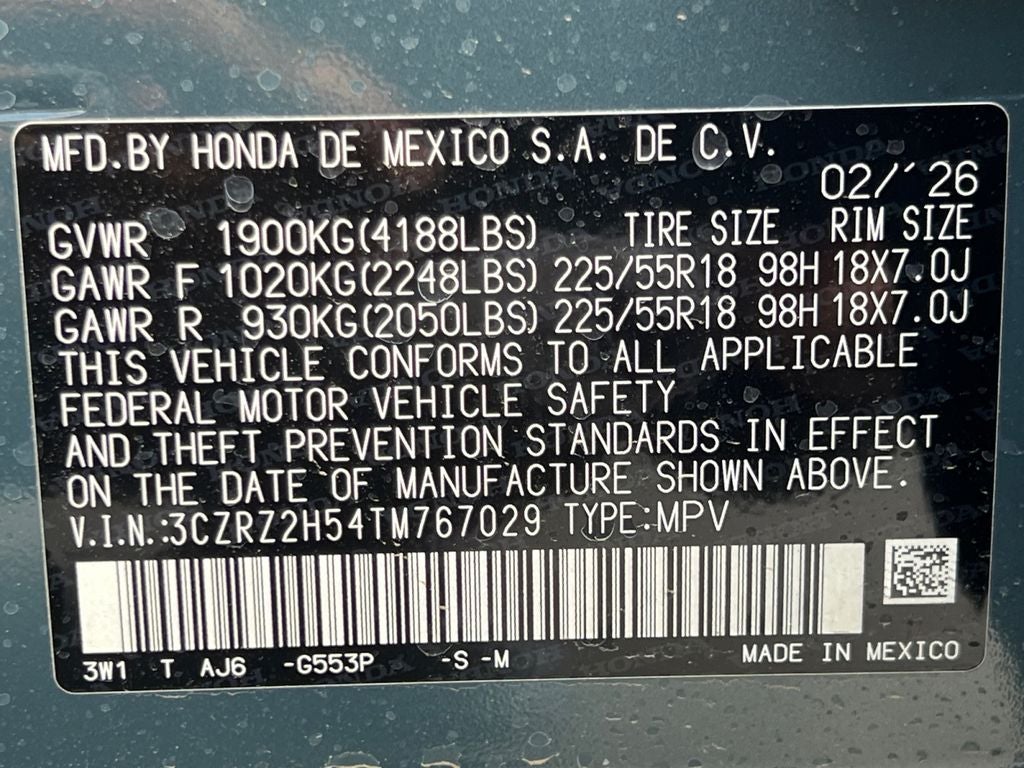 MFD.BY HONDA DE MEXICO S.A. DE C.V.
02/'26
GVWR 1900KG(4188LBS) TIRE SIZE RIM SIZE
GAWR F 1020KG(2248LBS) 225/55R18 98H 18X7.0J
GAWR R 930KG(2050LBS) 225/55R18 98H 18X7.0J
THIS VEHICLE CONFORMS TO ALL APPLICABLE
FEDERAL MOTOR VEHICLE SAFETY
AND THEFT PREVENTION STANDARDS IN EFFECT
ON THE DATE OF MANUFACTURE SHOWN ABOVE.
V.I.N.:3CZRZ2H54TM767029 TYPE:MPV
3W1 T AJ6 -G553P -S -M MADE IN MEXICO